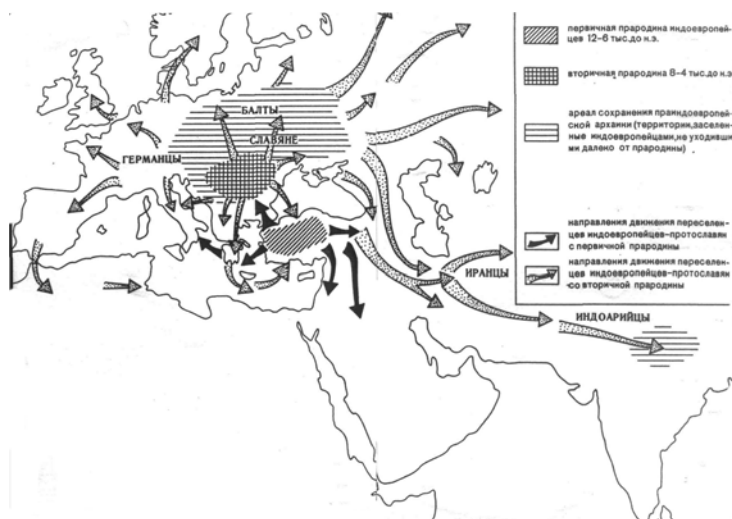 первичная прародина индоевропей-
цев 12-6 тыс. до н.э.
вторичная прародина 8-4 тыс. до н.э
ареал сохранения праиндоевропей-
ской архаики (территории, заселен-
ные индоевропейцами, не уходивши
ми далеко от прародины)
направления движения переселен-
цев индоевропейцев-протославян
с первичной прародины
направления движения переселен-
цев индоевропейцев-протославян
со вторичной прародины
БАЛТЫ
СЛАВЯНЕ
ГЕРМАНЦЫ
ИРАНЦЫ
ИНДОАРИЙЦЫ